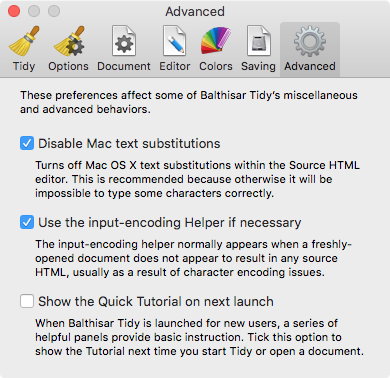 Advanced
Tidy Options Document Editor Colors Saving Advanced
These preferences affect some of Balthisar Tidy's miscellaneous
and advanced behaviors.
Disable Mac text substitutions
Turns off Mac OS X text substitutions within the Source HTML
editor. This is recommended because otherwise it will be
impossible to type some characters correctly.
Use the input-encoding Helper if necessary
The input-encoding helper normally appears when a freshly-
opened document does not appear to result in any source
HTML, usually as a result of character encoding issues.
Show the Quick Tutorial on next launch
When Balthisar Tidy is launched for new users, a series of
helpful panels provide basic instruction. Tick this option to
show the Tutorial next time you start Tidy or open a document.